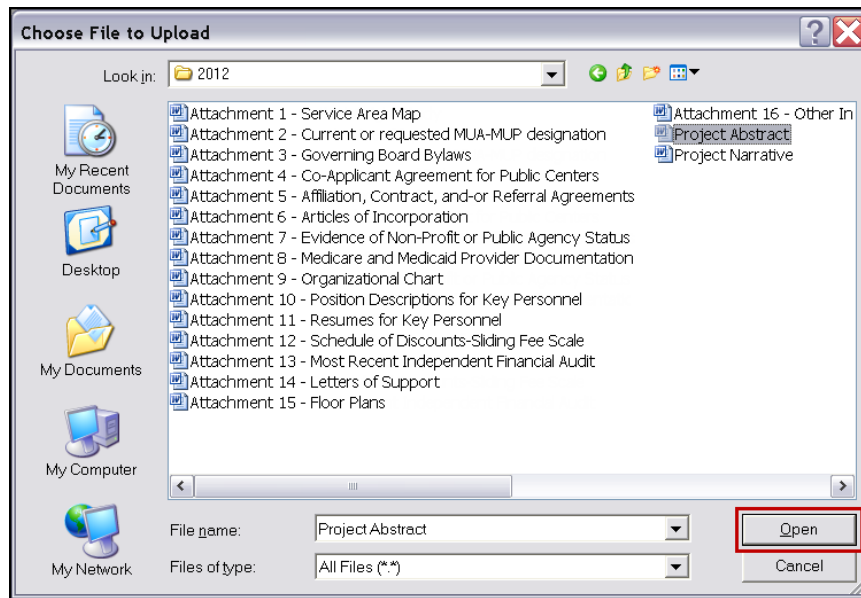 Choose File to Upload
Look in: 2012
My Recent
Documents
Desktop
My Documents
My Computer
My Network
Attachment 1 - Service Area Map
Attachment 2 - Current or requested MUA-MUP designation
Attachment 3 - Governing Board Bylaws
Attachment 4 - Co-Applicant Agreement for Public Centers
Attachment 5 - Affiliation, Contract, and-or Referral Agreements
Attachment 6 - Articles of Incorporation
Attachment 7 - Evidence of Non-Profit or Public Agency Status
Attachment 8 - Medicare and Medicaid Provider Documentation
Attachment 9 - Organizational Chart
Attachment 10 - Position Descriptions for Key Personnel
Attachment 11 - Resumes for Key Personnel
Attachment 12 - Schedule of Discounts-Sliding Fee Scale
Attachment 13 - Most Recent Independent Financial Audit
Attachment 14 - Letters of Support
Attachment 15 - Floor Plans
Attachment 16 - Other In
Project Abstract
Project Narrative
File name: Project Abstract Open
Files of type: All Files (*.*) Cancel